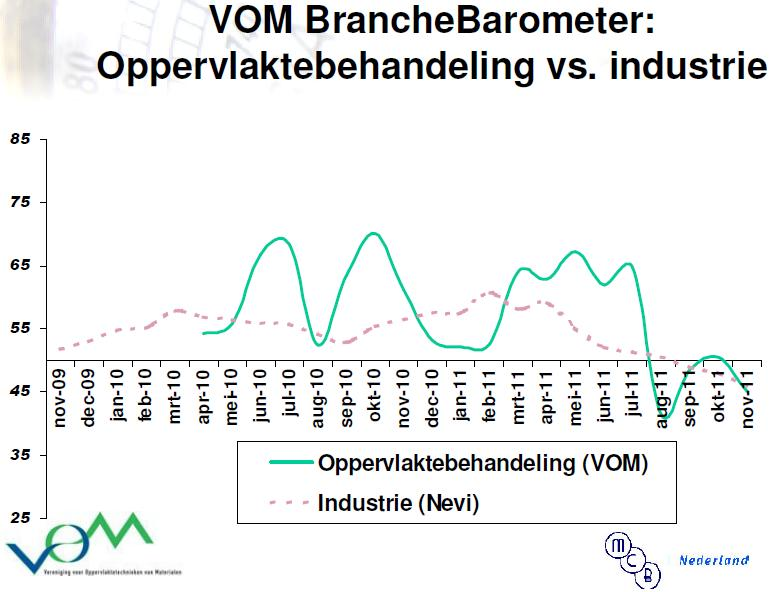 VOM BrancheBarometer:
Oppervlaktebehandeling vs. industrie
85
75
65
55
45
35
25
nov-09
dec-09
jan-10
feb-10
mrt-10
apr-10
mei-10
jun-10
jul-10
aug-10
sep-10
okt-10
nov-10
dec-10
jan-11
feb-11
mrt-11
apr-11
mei-11
jun-11
jul-11
aug-11
sep-11
okt-11
nov-11
Oppervlaktebehandeling (VOM)
Industrie (Nevi)
VOM
Vereniging voor Oppervlaktetechnieken van Materialen
MCB Nederland